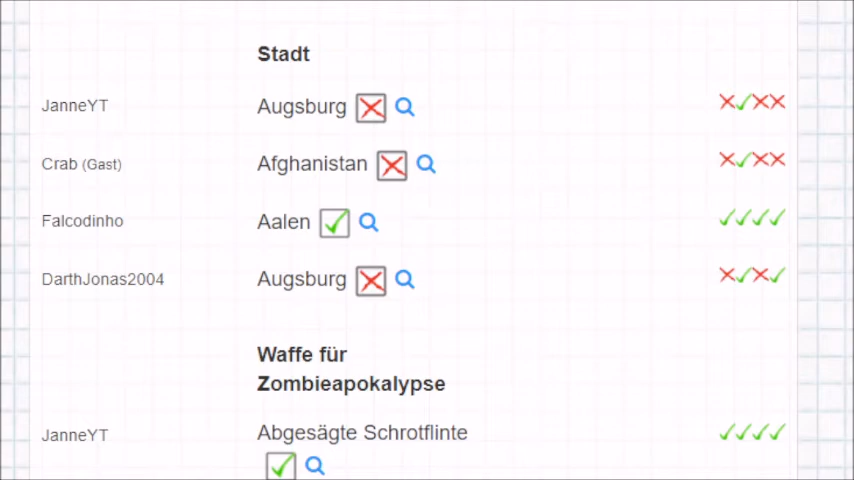 Stadt
JanneYT Augsburg
Crab (Gast) Afghanistan
Falcodinho Aalen
DarthJonas2004 Augsburg
Waffe für
Zombieapokalypse
JanneYT Abgesägte Schrotflinte